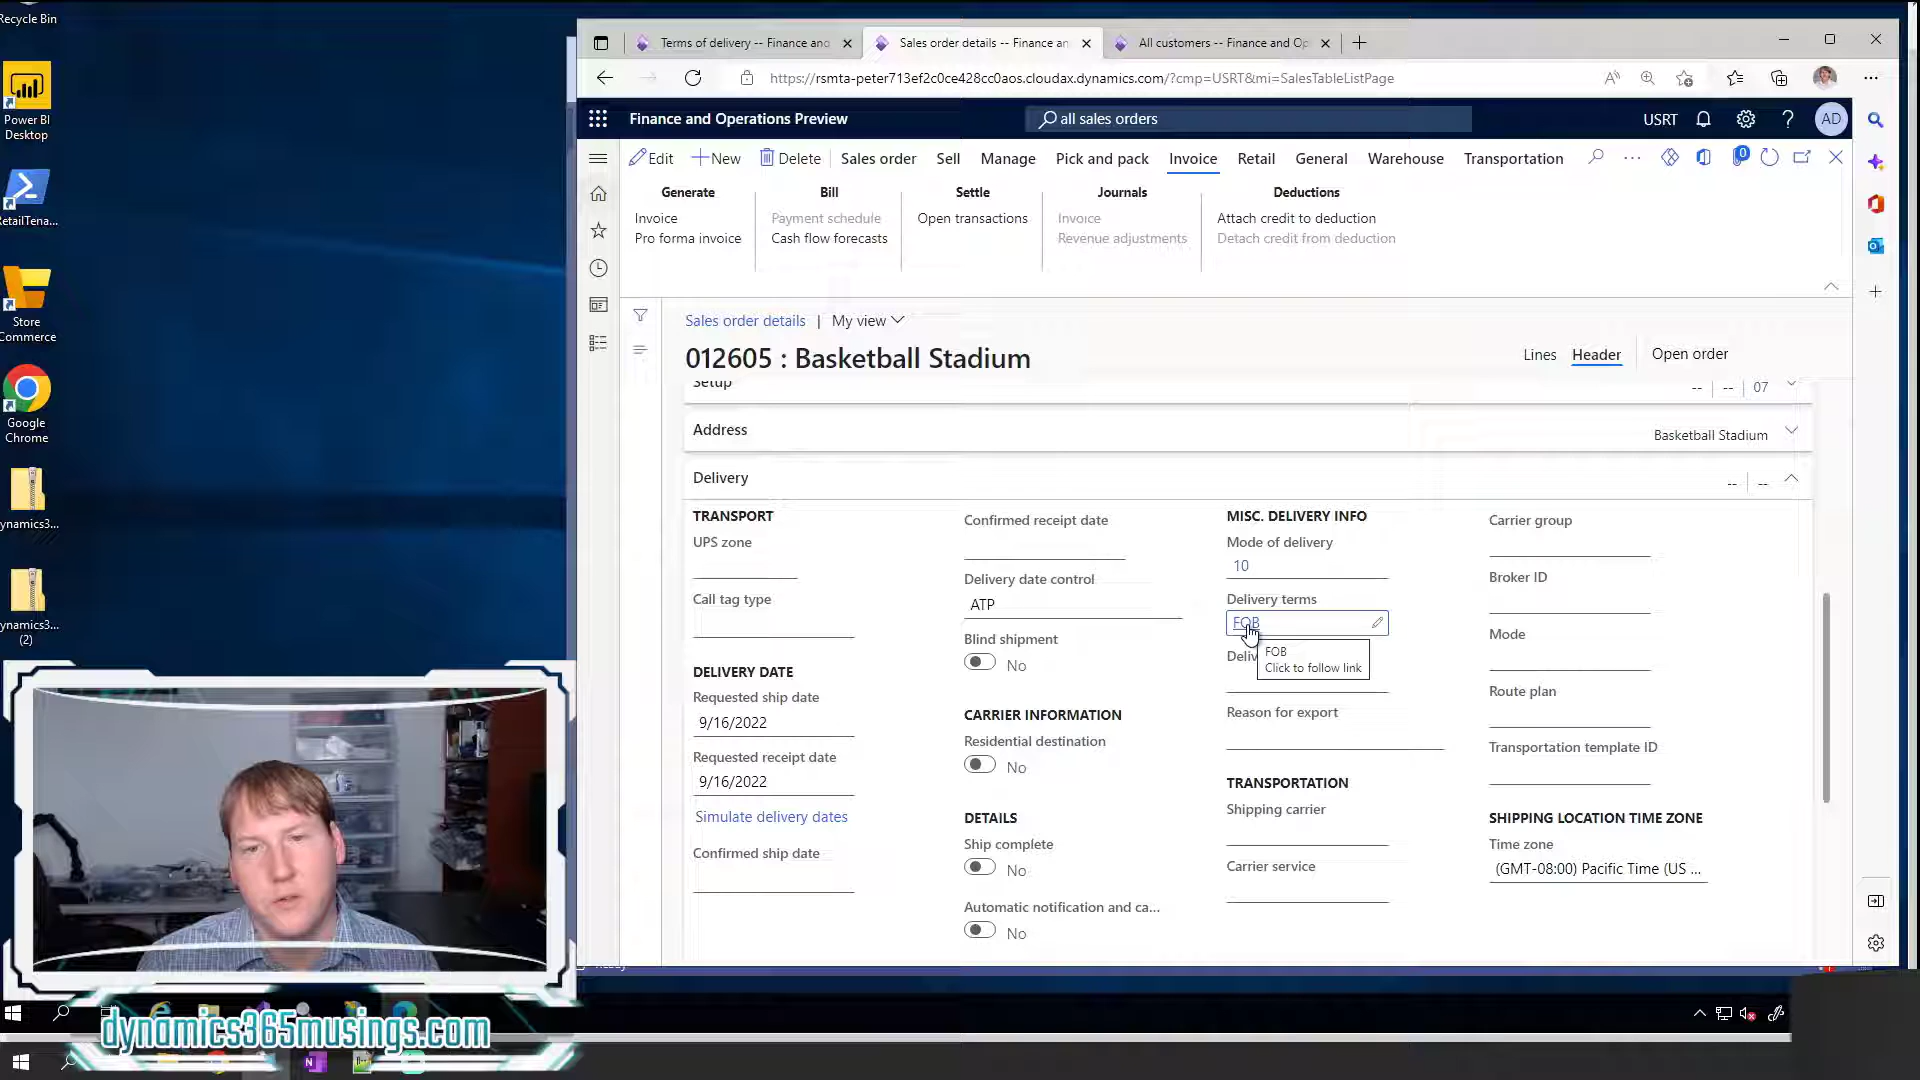 Recycle Bin
Power BI
Desktop
RetailTena...
Store
Commerce
Google
Chrome
dynamics3...
dynamics3...
(2)
Terms of delivery -- Finance and
Sales order details -- Finance an
All customers -- Finance and Op
https://rsmta-peter713ef2c0ce428cc0aos.cloudax.dynamics.com/?cmp=USRT&mi=SalesTableListPage
Finance and Operations Preview
all sales orders
USRT
AD
Edit
New
Delete
Sales order
Sell
Manage
Pick and pack
Invoice
Retail
General
Warehouse
Transportation
0
Generate
Invoice
Pro forma invoice
Bill
Payment schedule
Cash flow forecasts
Settle
Open transactions
Journals
Invoice
Revenue adjustments
Deductions
Attach credit to deduction
Detach credit from deduction
Sales order details | My view
012605 : Basketball Stadium
Lines
Header
Open order
Setup
-- | -- | 07
Address
Basketball Stadium
Delivery
-- | --
TRANSPORT
UPS zone
Call tag type
DELIVERY DATE
Requested ship date
9/16/2022
Requested receipt date
9/16/2022
Simulate delivery dates
Confirmed ship date
Confirmed receipt date
Delivery date control
ATP
Blind shipment
No
CARRIER INFORMATION
Residential destination
No
DETAILS
Ship complete
No
Automatic notification and ca...
No
MISC. DELIVERY INFO
Mode of delivery
10
Delivery terms
FOB
Deliv
FOB
Click to follow link
Reason for export
TRANSPORTATION
Shipping carrier
Carrier service
Carrier group
Broker ID
Mode
Route plan
Transportation template ID
SHIPPING LOCATION TIME ZONE
Time zone
(GMT-08:00) Pacific Time (US ...
dynamics365musings.com